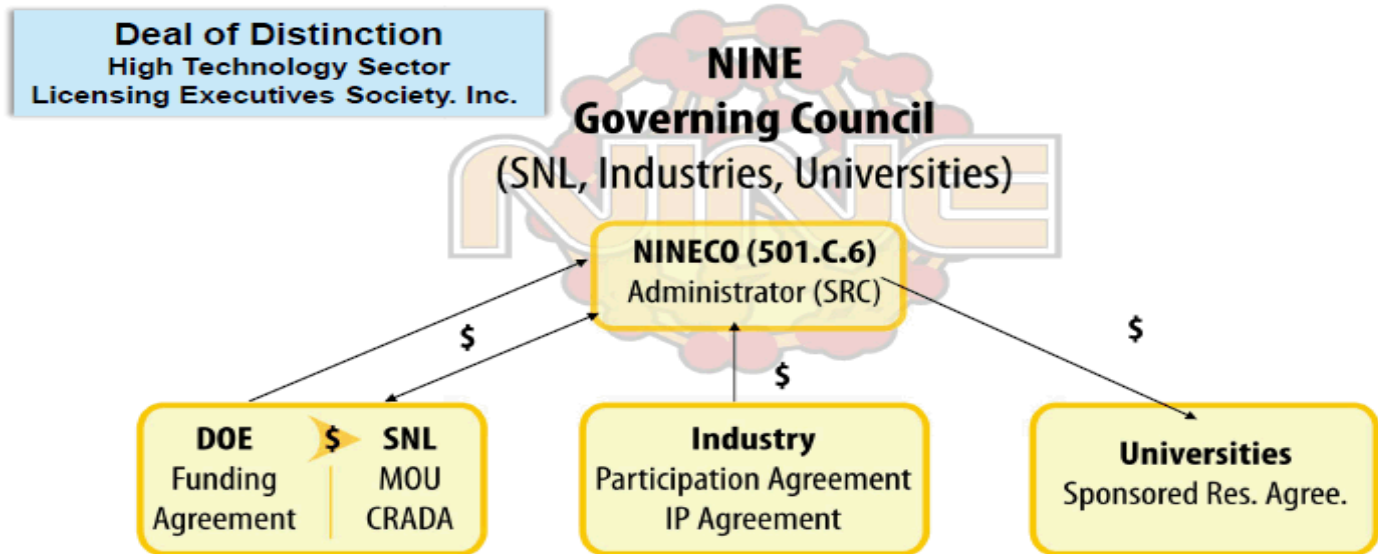 Deal of Distinction
High Technology Sector
Licensing Executives Society. Inc.
NINE
Governing Council
(SNL, Industries, Universities)
NINE
NINECO (501.C.6)
Administrator (SRC)
$
$
$
DOE $ SNL
Funding MOU
Agreement CRADA
Industry
Participation Agreement
IP Agreement
Universities
Sponsored Res. Agree.